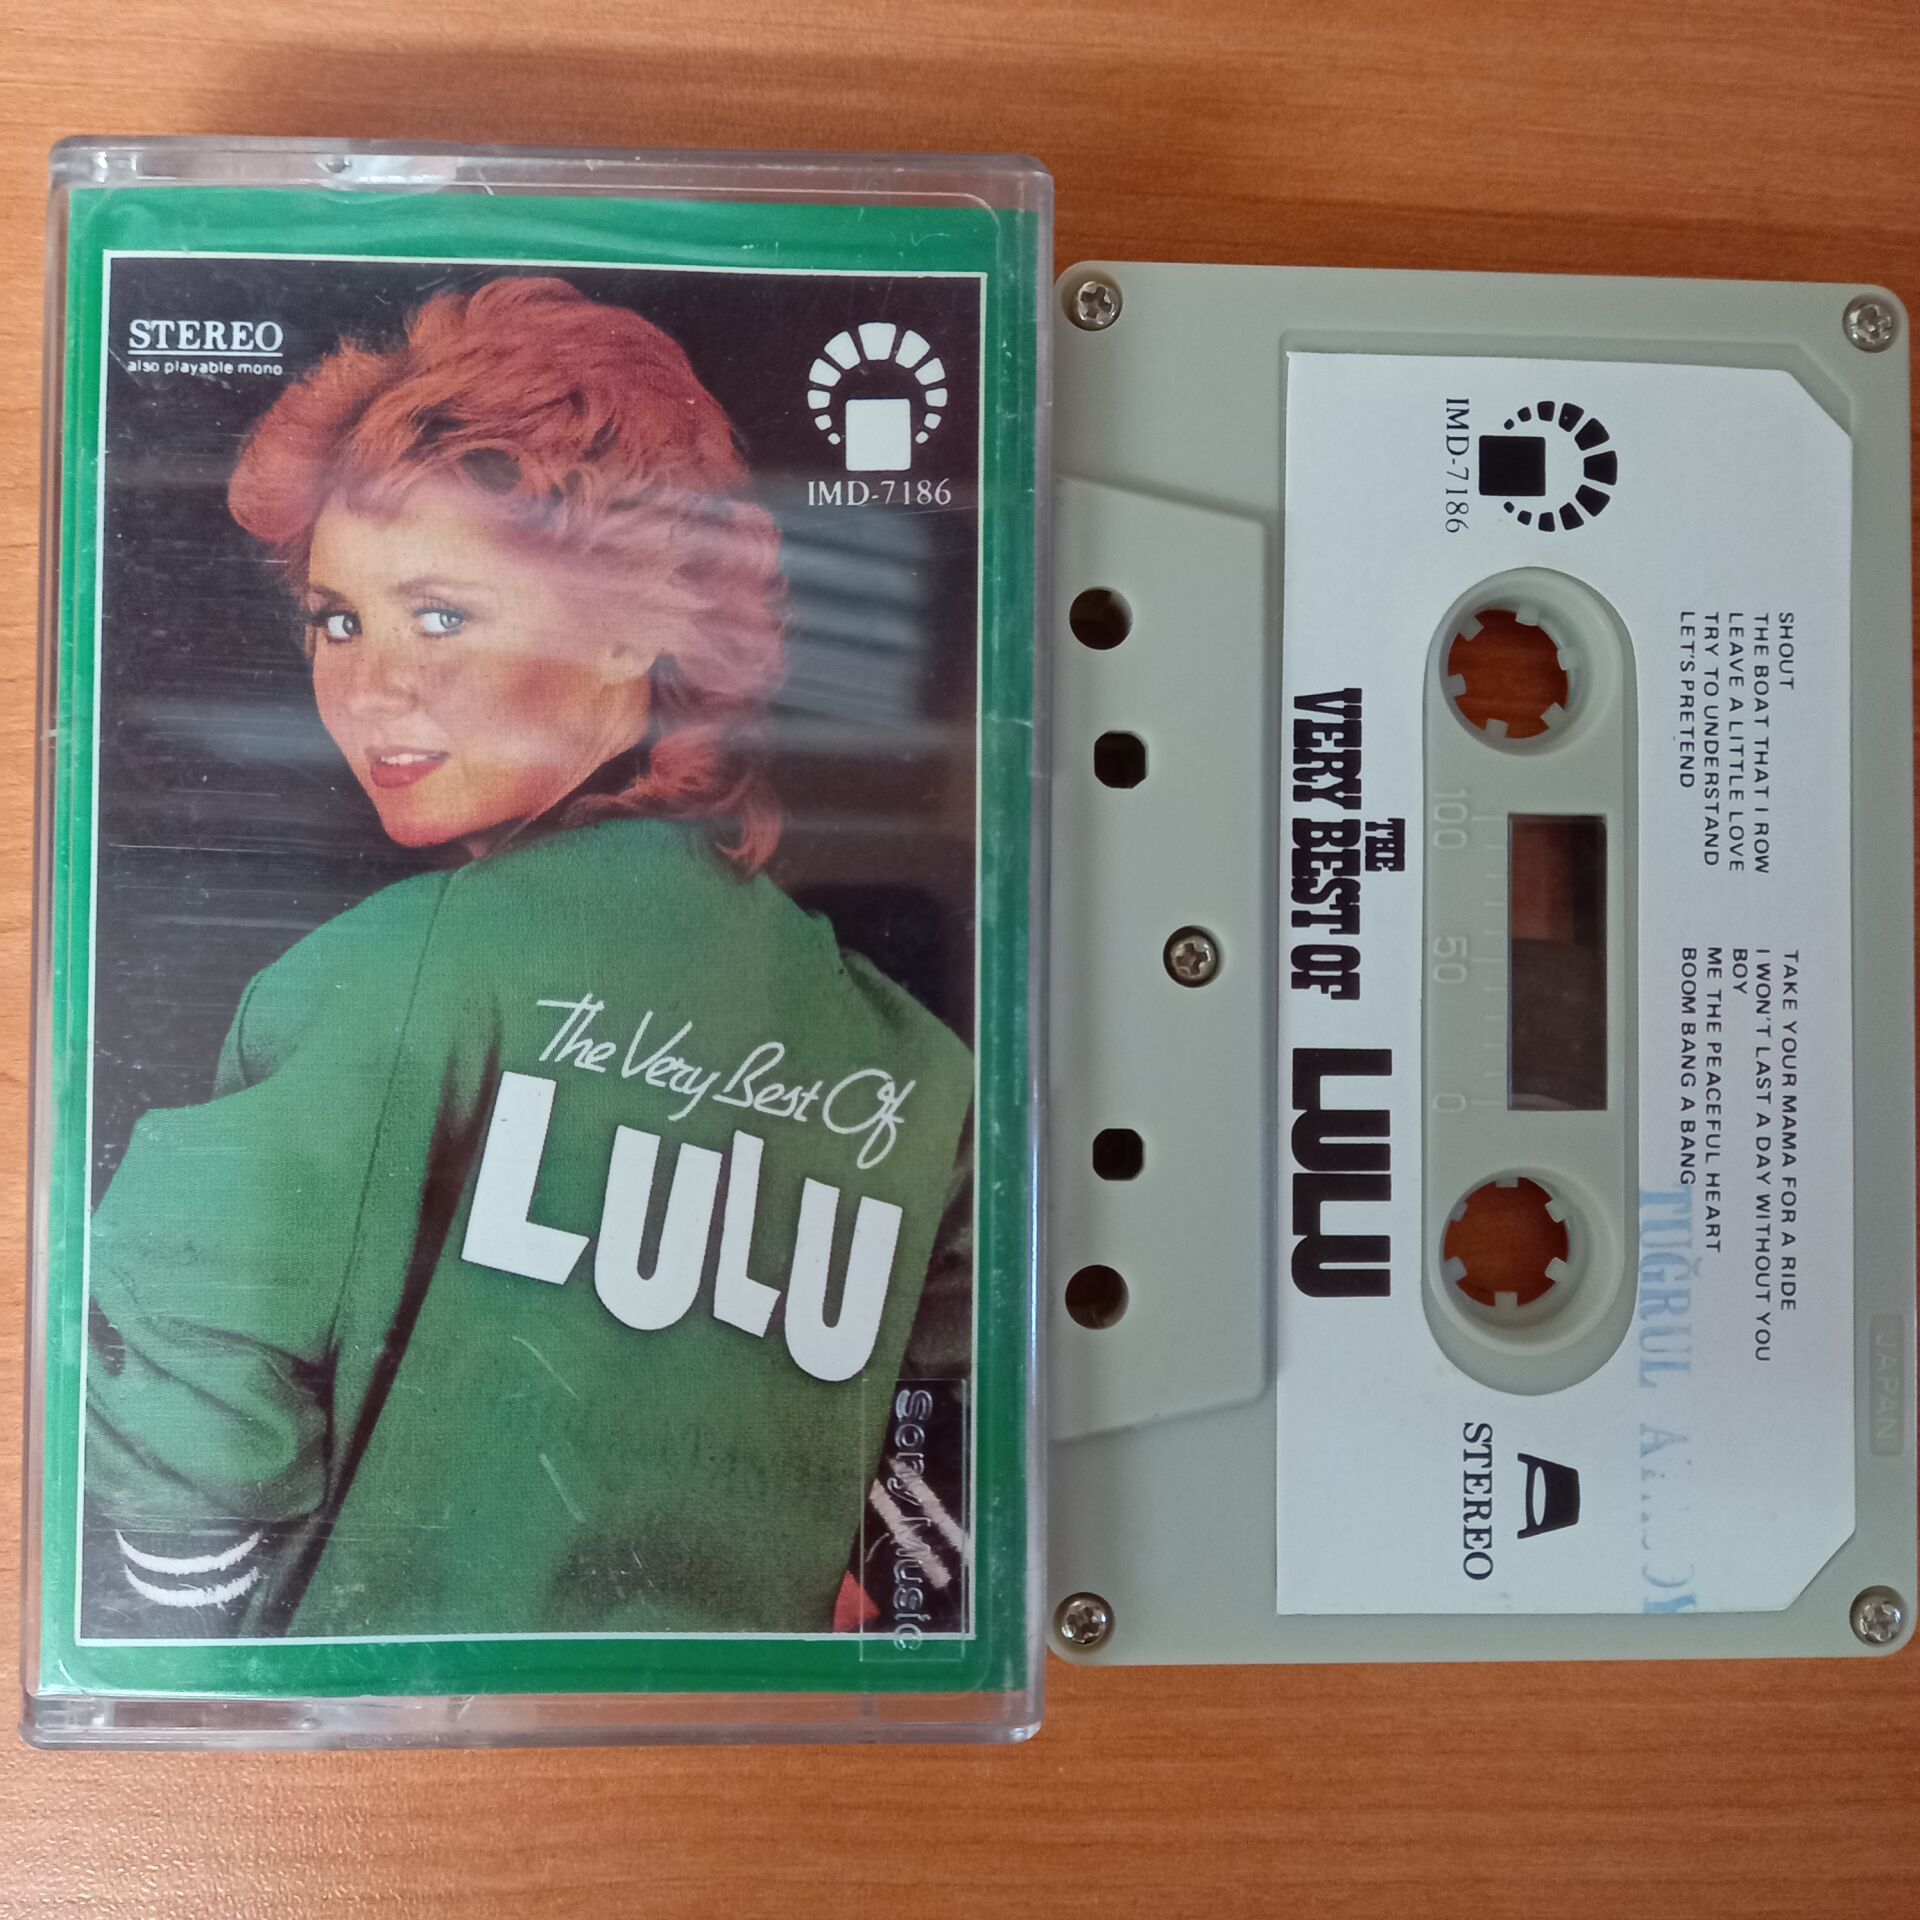 STEREO
also playable mono
IMD-7186
The Very Best Of
LULU
Sony Music
IMD-7186
SHOUT
THE BOAT THAT I ROW
LEAVE A LITTLE LOVE
TRY TO UNDERSTAND
LET'S PRETEND
TAKE YOUR MAMA FOR A RIDE
I WON'T LAST A DAY WITHOUT YOU
BOY
ME THE PEACEFUL HEART
BOOM BANG A BANG
TUĞRUL
100 50 0
THE
VERY BEST OF LULU
A
STEREO
JAPAN